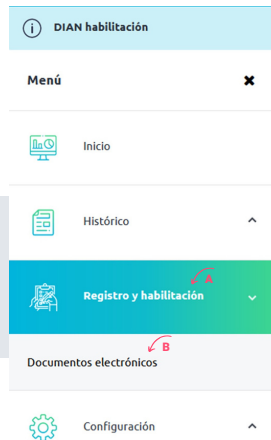 DIAN habilitación
Menú
Inicio
Histórico
A
Registro y habilitación
B
Documentos electrónicos
Configuración